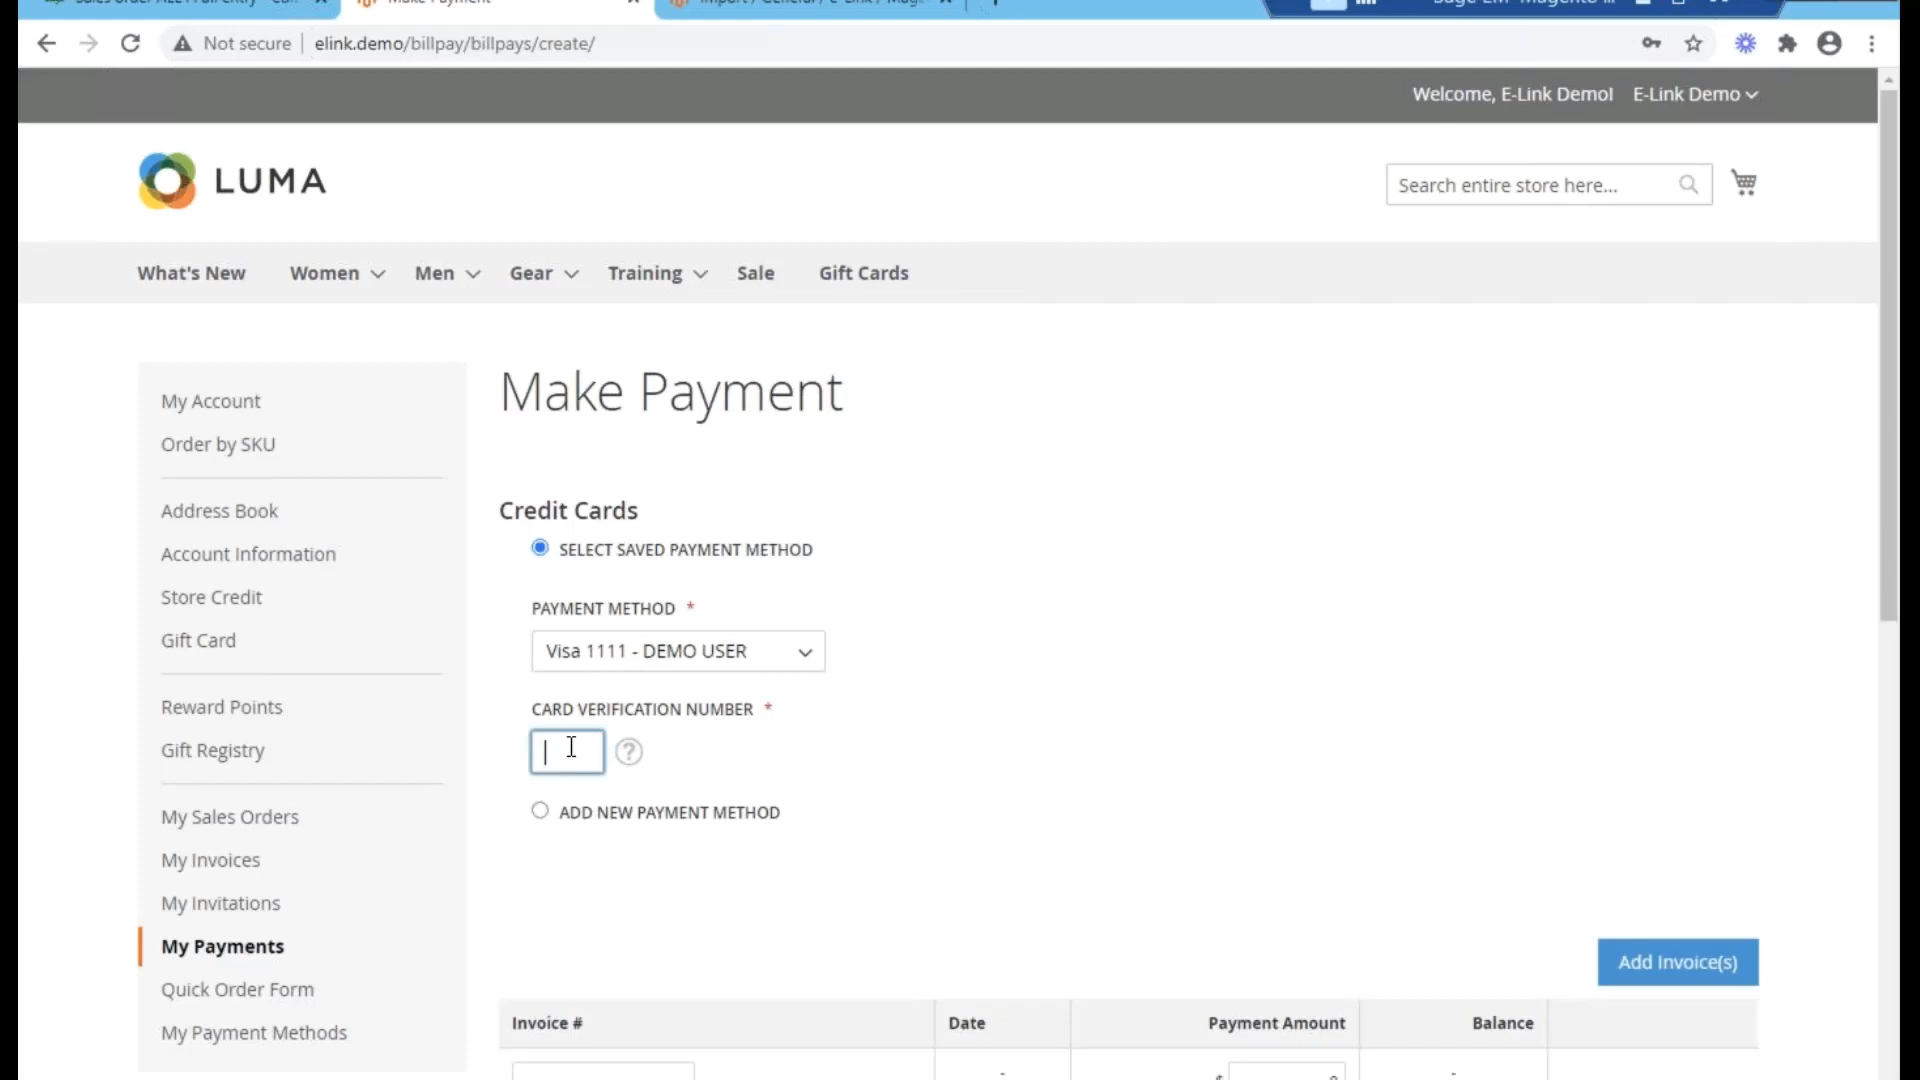 Make Payment
Not secure
elink.demo/billpay/billpays/create/
Welcome, E-Link Demo!
E-Link Demo
LUMA
Search entire store here...
What's New
Women
Men
Gear
Training
Sale
Gift Cards
My Account
Order by SKU
Address Book
Account Information
Store Credit
Gift Card
Reward Points
Gift Registry
My Sales Orders
My Invoices
My Invitations
My Payments
Quick Order Form
My Payment Methods
Make Payment
Credit Cards
SELECT SAVED PAYMENT METHOD
PAYMENT METHOD *
Visa 1111 - DEMO USER
CARD VERIFICATION NUMBER *
?
ADD NEW PAYMENT METHOD
Add Invoice(s)
Invoice #
Date
Payment Amount
Balance